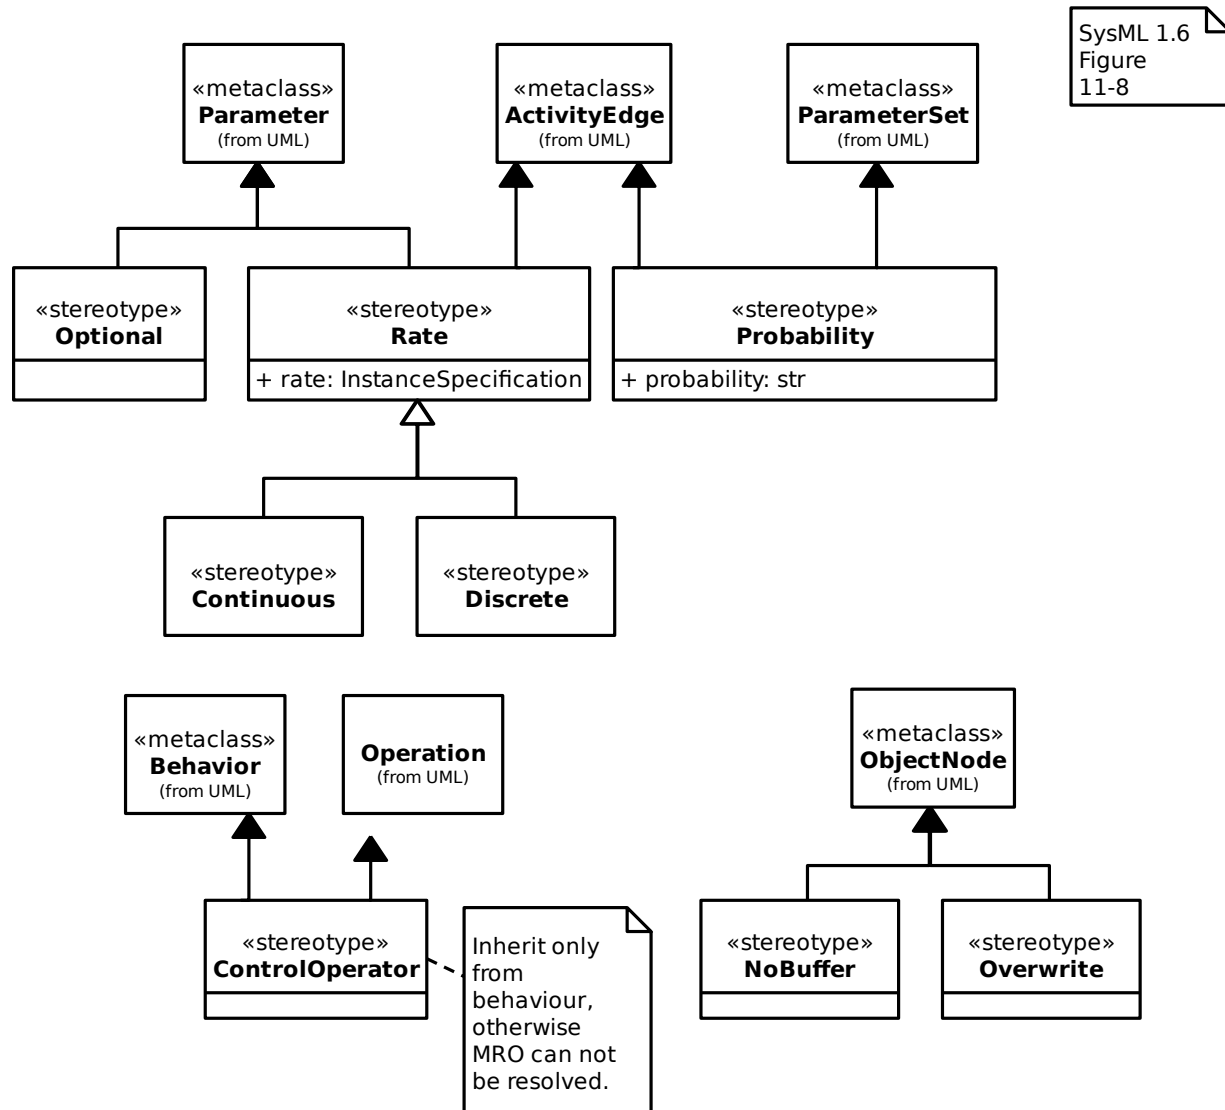 SysML 1.6
Figure
11-8
«metaclass»
Parameter
(from UML)
«metaclass»
ActivityEdge
(from UML)
«metaclass»
ParameterSet
(from UML)
«stereotype»
Optional
«stereotype»
Rate
+ rate: InstanceSpecification
«stereotype»
Probability
+ probability: str
«stereotype»
Continuous
«stereotype»
Discrete
«metaclass»
Behavior
(from UML)
Operation
(from UML)
«metaclass»
ObjectNode
(from UML)
«stereotype»
ControlOperator
Inherit only
from
behaviour,
otherwise
MRO can not
be resolved.
«stereotype»
NoBuffer
«stereotype»
Overwrite